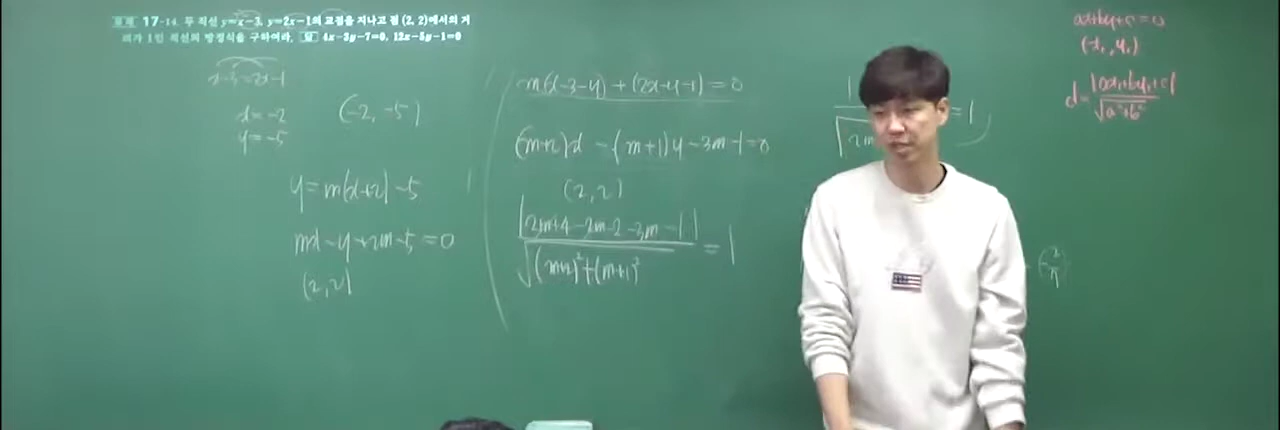 유제 17-14. 두 직선 y=x-3, y=2x-1의 교점을 지나고 점 (2, 2)에서의 거
리가 1인 직선의 방정식을 구하여라. 답 4x-3y-7=0, 12x-5y-1=0
x-3=2x-1
x=-2
y=-5
(-2, -5)
y=m(x+2)-5
mx-y+2m-5=0
(2,2)
m(x-3-y)+(2x-y-1)=0
(m+2)x-(m+1)y-3m-1=0
(2,2)
|2m+4-2m-2-3m-1|
√(m+2)²+(m+1)²
=1
=1
ax+by+c=0
(x₁, y₁)
d=|ax₁+by₁+c|
√a²+b²